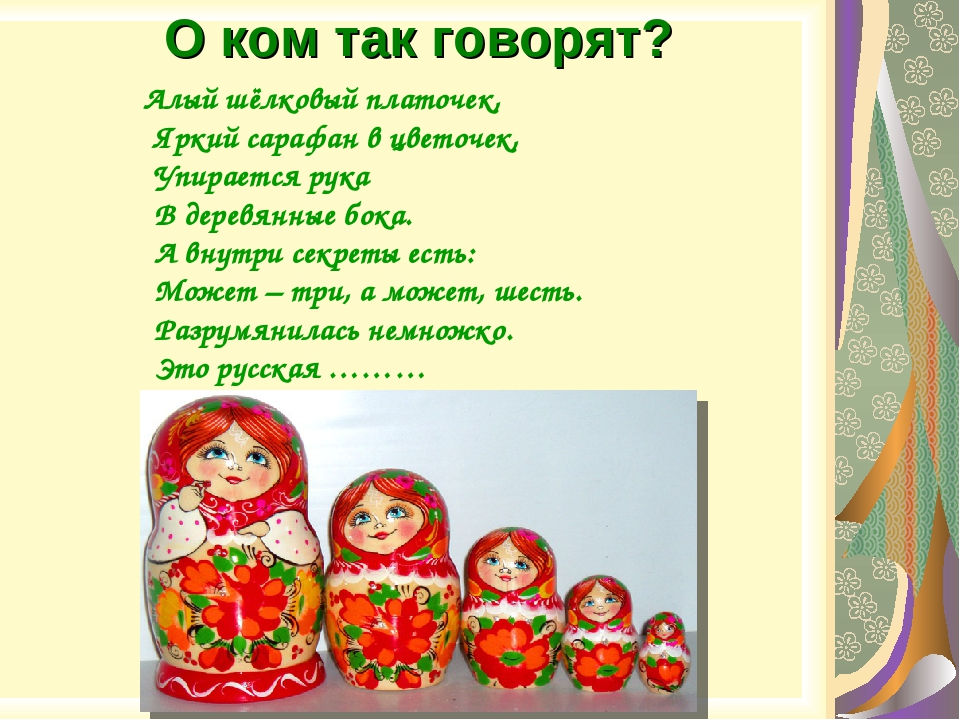 О ком так говорят?
Алый шёлковый платочек,
Яркий сарафан в цветочек,
Упирается рука
В деревянные бока.
А внутри секреты есть:
Может – три, а может, шесть.
Разрумянилась немножко.
Это русская ………